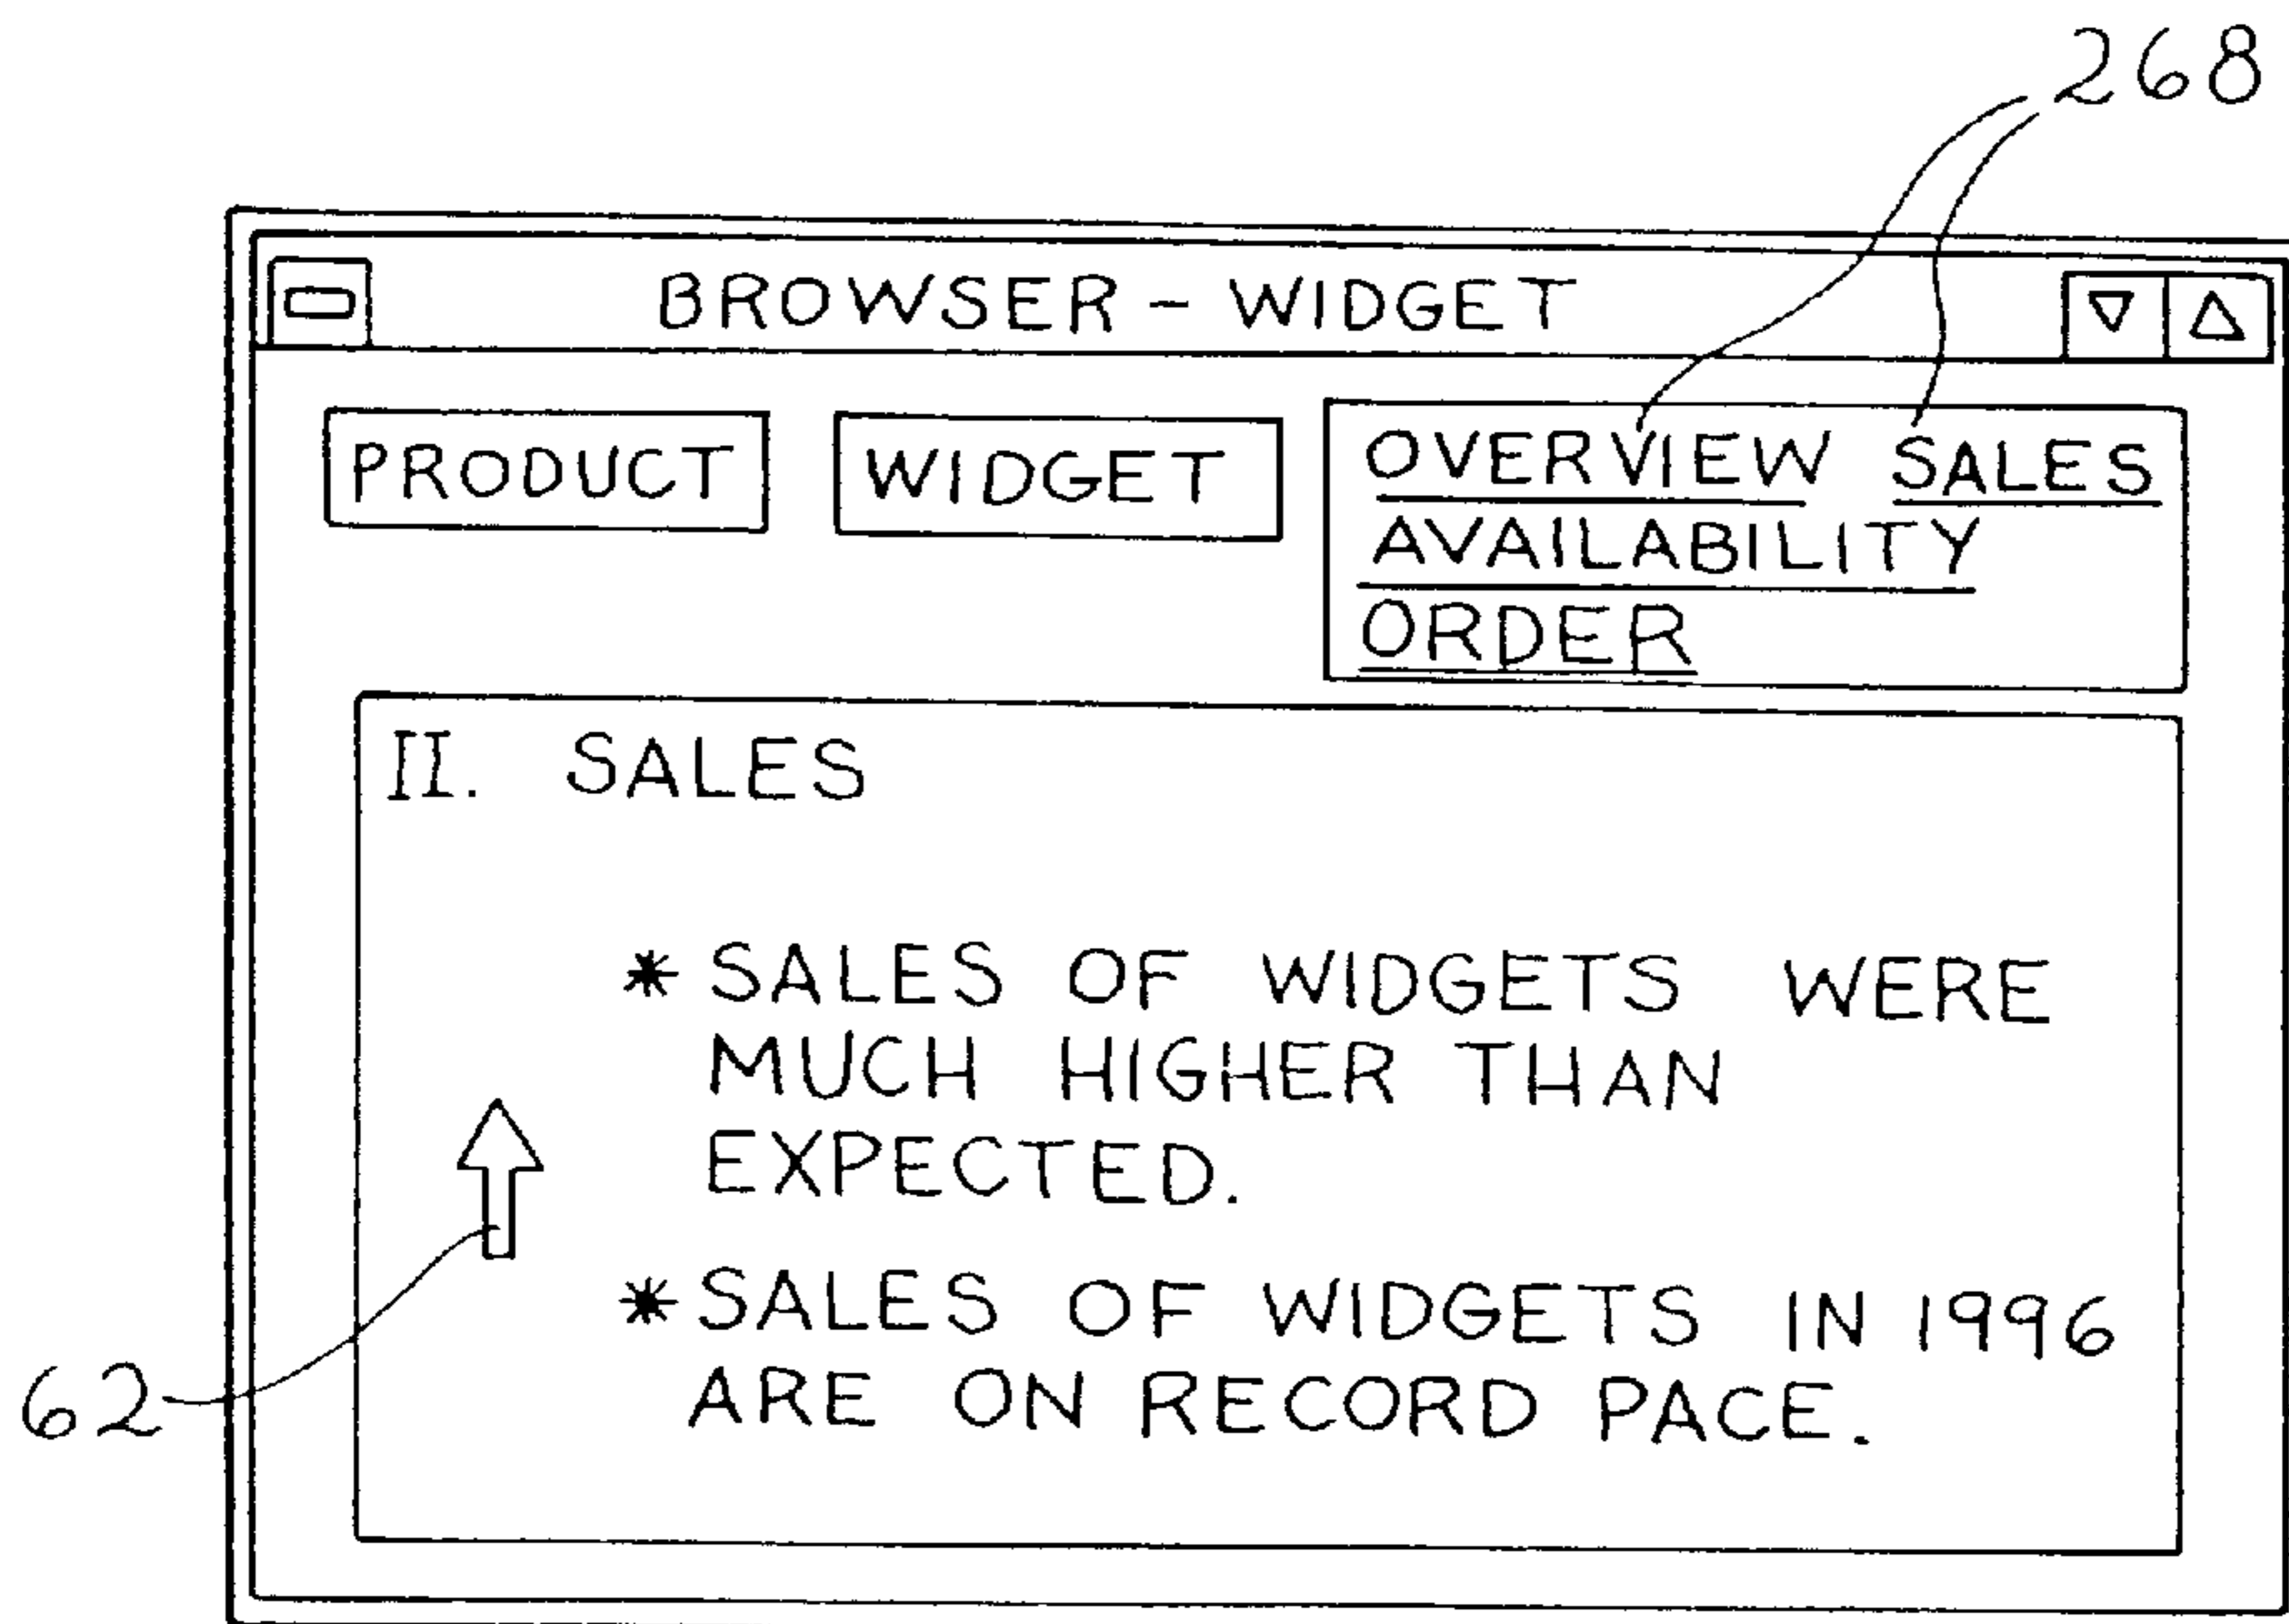 268
BROWSER - WIDGET
PRODUCT
WIDGET
OVERVIEW SALES
AVAILABILITY
ORDER
II. SALES
* SALES OF WIDGETS WERE
MUCH HIGHER THAN
EXPECTED.
* SALES OF WIDGETS IN 1996
ARE ON RECORD PACE.
62